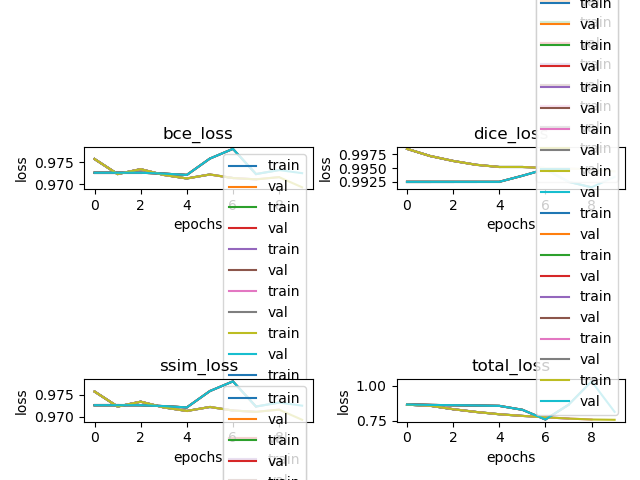 train
val
train
val
train
val
train
val
train
val
train
val
train
val
train
val
train
val
train
val
bce_loss
loss
0.975
0.970
0 2 4 6 8
epochs
train
val
train
val
train
val
train
val
train
val
train
dice_loss
loss
0.9975
0.9950
0.9925
0 2 4 6
epochs
ssim_loss
loss
0.975
0.970
0 2 4 6 8
epochs
train
val
train
val
total_loss
loss
1.00
0.75
0 2 4 6 8
epochs